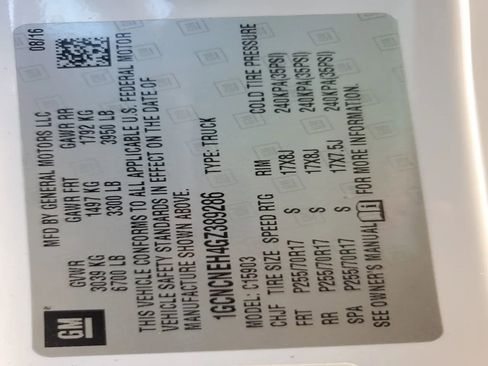 GM
MFD BY GENERAL MOTORS LLC 08/16
GVWR GAWR FRT GAWR RR
3039 KG 1497 KG 1792 KG
6700 LB 3300 LB 3950 LB
THIS VEHICLE CONFORMS TO ALL APPLICABLE U.S. FEDERAL MOTOR
VEHICLE SAFETY STANDARDS IN EFFECT ON THE DATE OF
MANUFACTURE SHOWN ABOVE.
1GCNCNEH4GZ389286 TYPE: TRUCK
MODEL: C15903
CHJF TIRE SIZE SPEED RTG RIM COLD TIRE PRESSURE
FRT P255/70R17 S 17X8J 240KPA(35PSI)
RR P255/70R17 S 17X8J 240KPA(35PSI)
SPA P255/70R17 S 17X7.5J 240KPA(35PSI)
SEE OWNER'S MANUAL FOR MORE INFORMATION.